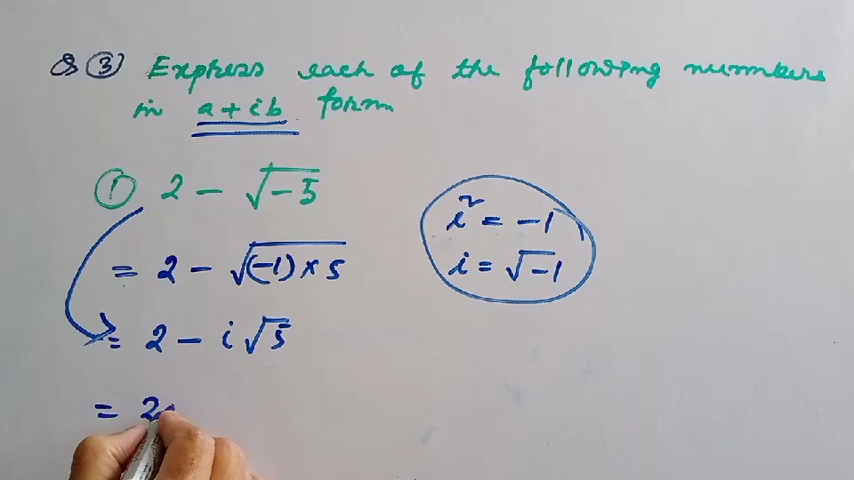 Q ③ Express each of the following numbers
in a + ib form
① 2 − √−5
= 2 − √(−1) × 5
= 2 − i√5
= 2
i² = −1
i = √−1